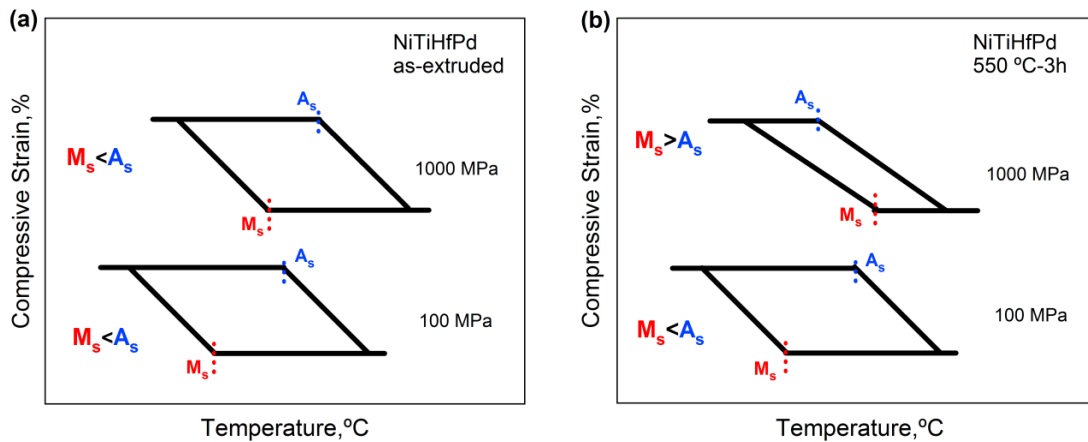 (a)
NiTiHfPd
as-extruded
As
Ms<As
1000 MPa
Ms
As
Ms<As
100 MPa
Ms
Compressive Strain,%
Temperature,ºC
(b)
NiTiHfPd
550 ºC-3h
As
Ms>As
1000 MPa
Ms
As
Ms<As
100 MPa
Ms
Compressive Strain,%
Temperature,ºC